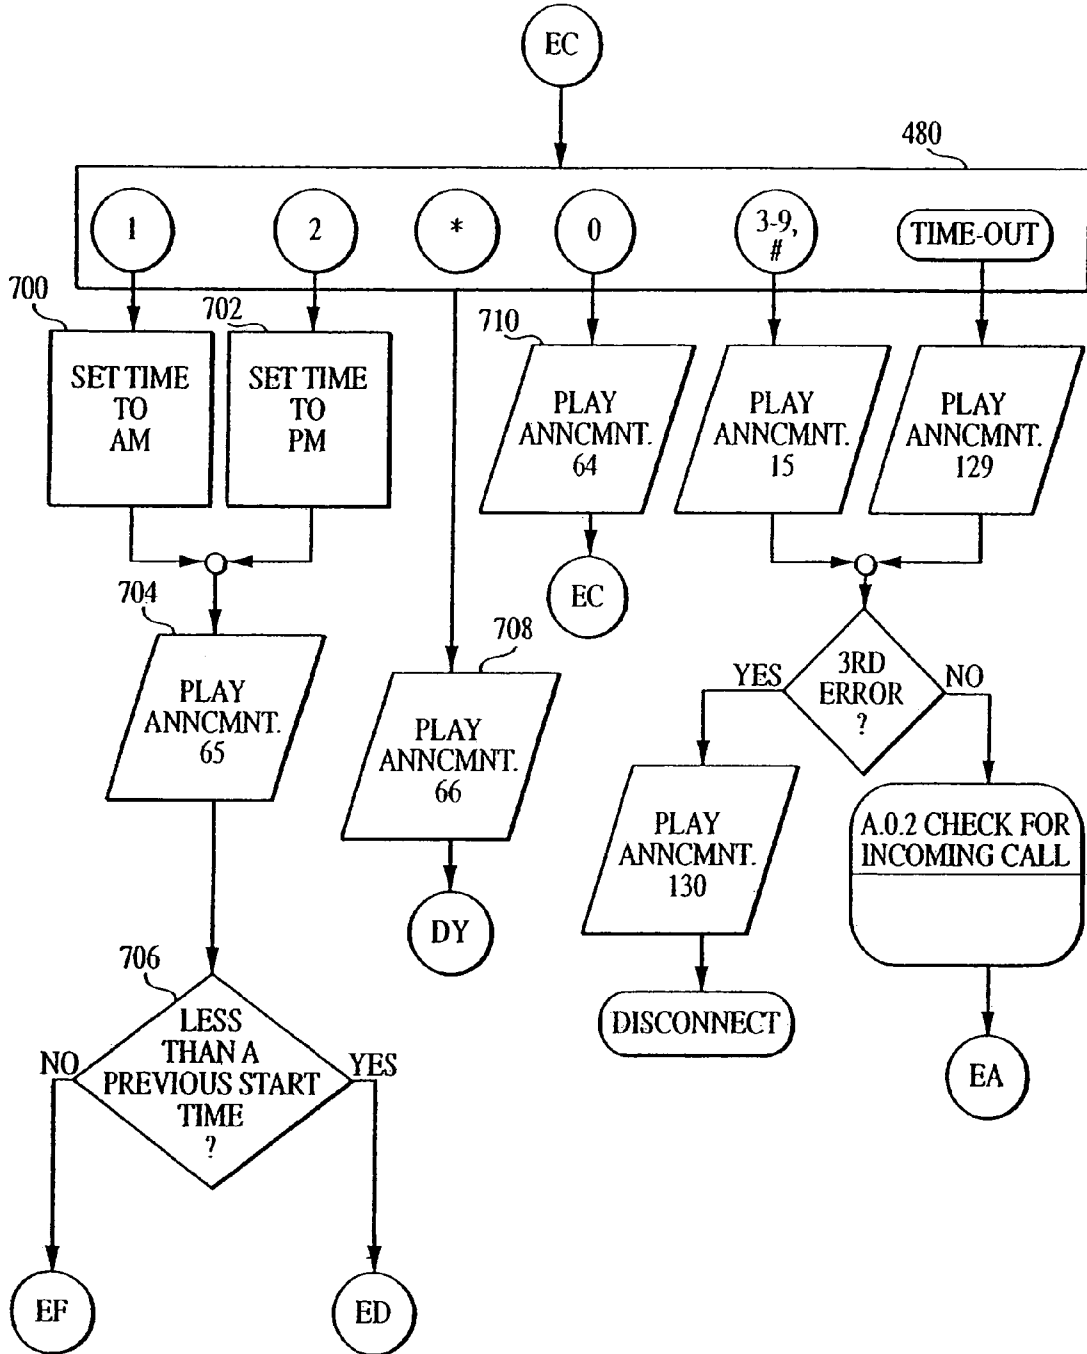 EC
480
1
2
*
0
3-9,
#
TIME-OUT
700
702
710
SET TIME
TO
AM
SET TIME
TO
PM
PLAY
ANNCMNT.
64
PLAY
ANNCMNT.
15
PLAY
ANNCMNT.
129
EC
704
708
PLAY
ANNCMNT.
65
PLAY
ANNCMNT.
66
YES
3RD
ERROR
?
NO
PLAY
ANNCMNT.
130
A.0.2 CHECK FOR
INCOMING CALL
DY
706
DISCONNECT
EA
NO
LESS
THAN A
PREVIOUS START
TIME
?
YES
EF
ED